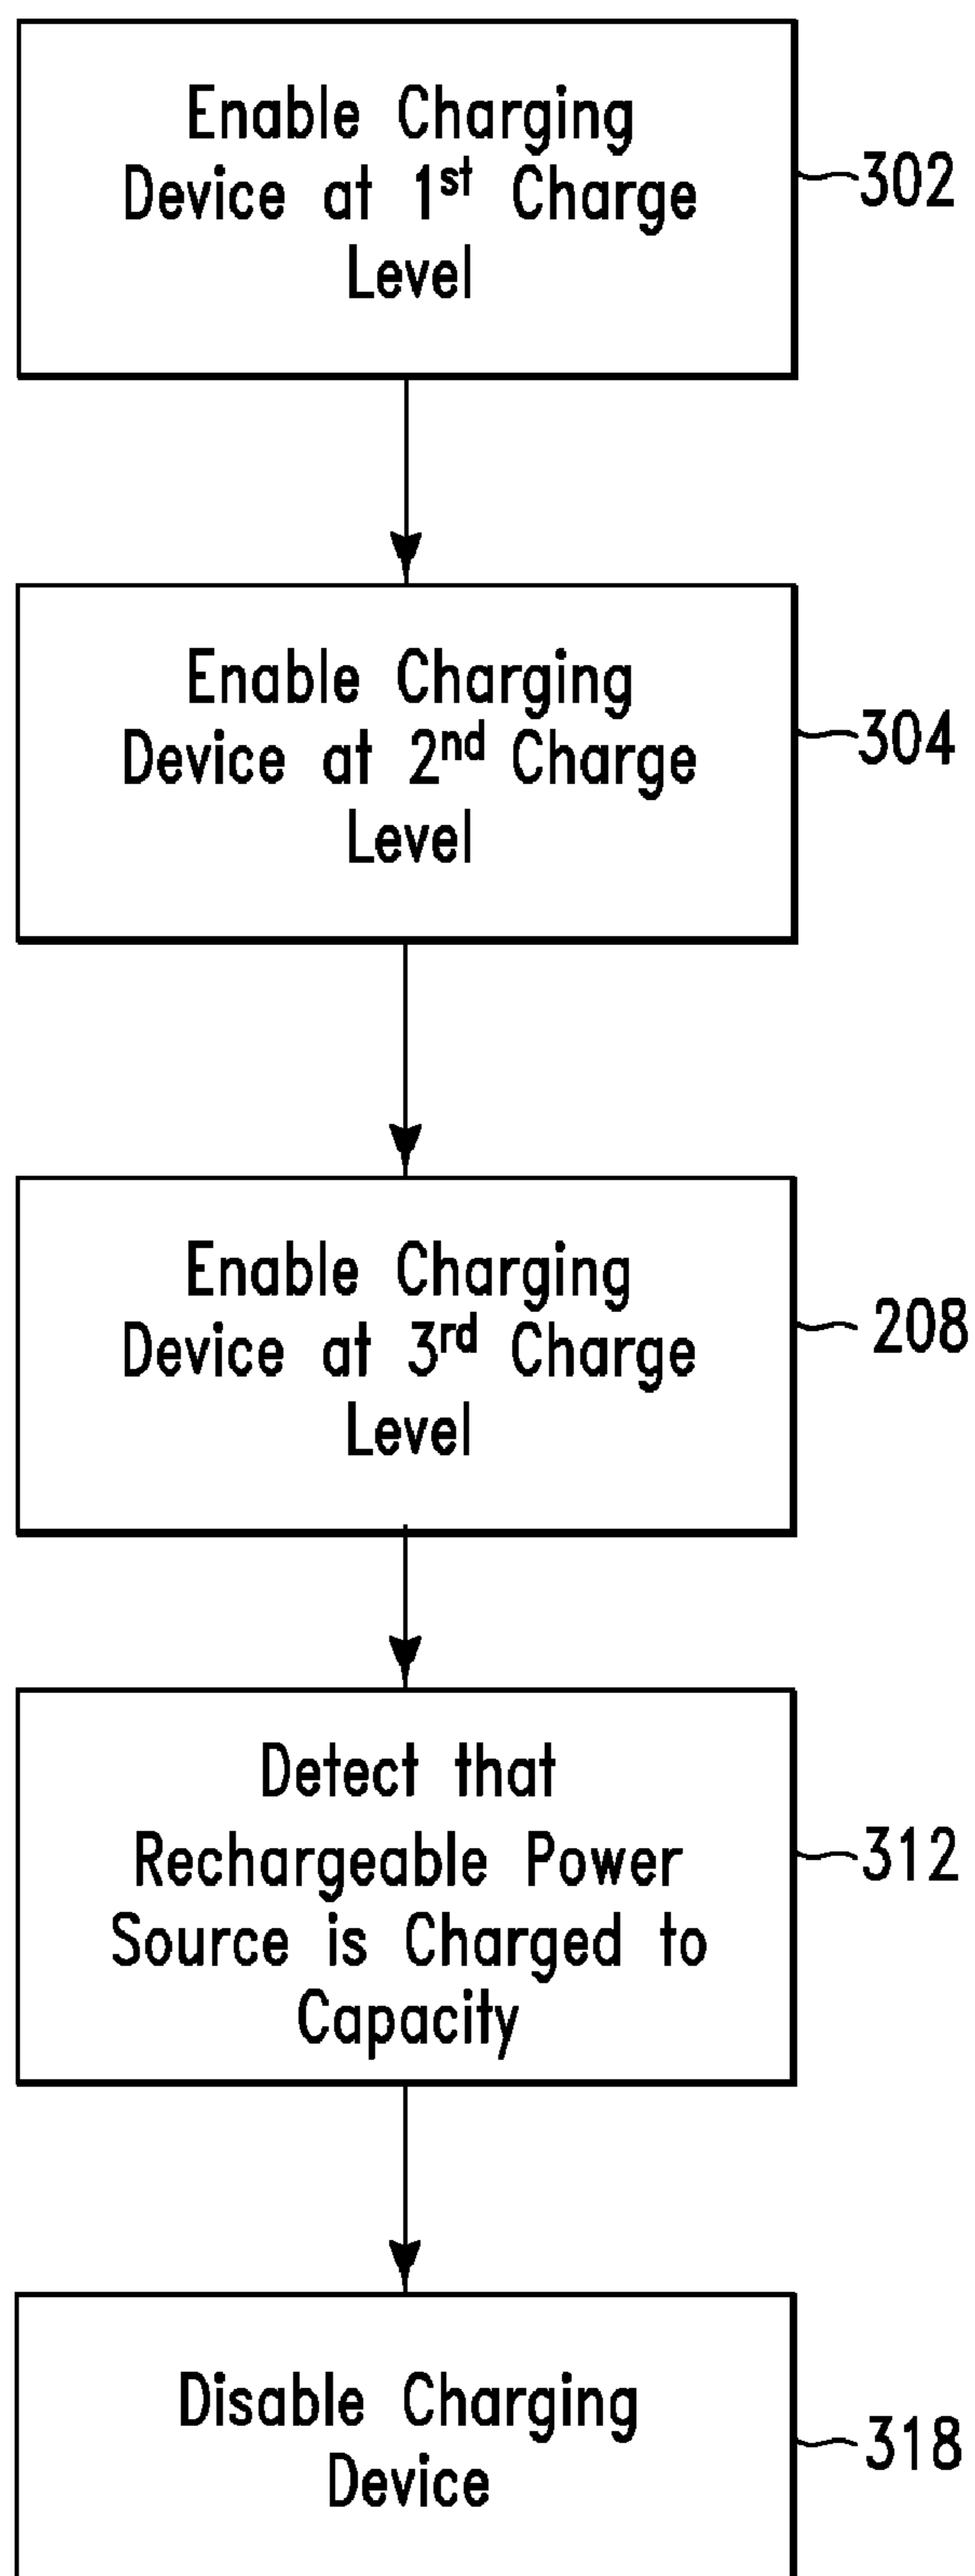 Enable Charging
Device at 1st Charge
Level
302
Enable Charging
Device at 2nd Charge
Level
304
Enable Charging
Device at 3rd Charge
Level
208
Detect that
Rechargeable Power
Source is Charged to
Capacity
312
Disable Charging
Device
318